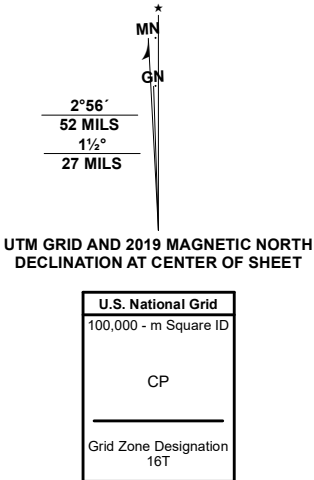 MN
GN
2°56´
52 MILS
1½°
27 MILS
UTM GRID AND 2019 MAGNETIC NORTH
DECLINATION AT CENTER OF SHEET
U.S. National Grid
100,000 - m Square ID
CP
Grid Zone Designation
16T